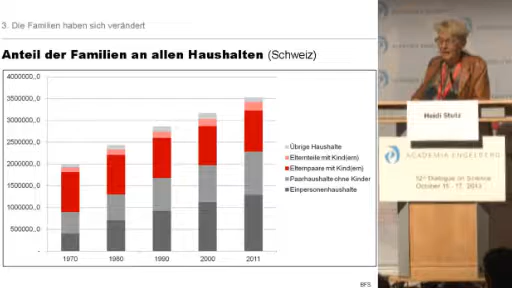 3. Die Familien haben sich verändert
Anteil der Familien an allen Haushalten (Schweiz)
4000000,0
3500000,0
3000000,0
2500000,0
2000000,0
1500000,0
1000000,0
500000,0
-
1970
1980
1990
2000
2011
Übrige Haushalte
Elternteile mit Kind(ern)
Elternpaare mit Kind(ern)
Paarhaushalte ohne Kinder
Einpersonenhaushalte
BFS
Heidi Stutz
ACADEMIA ENGELBERG
12th Dialogue on Science
October 15 - 17, 2013